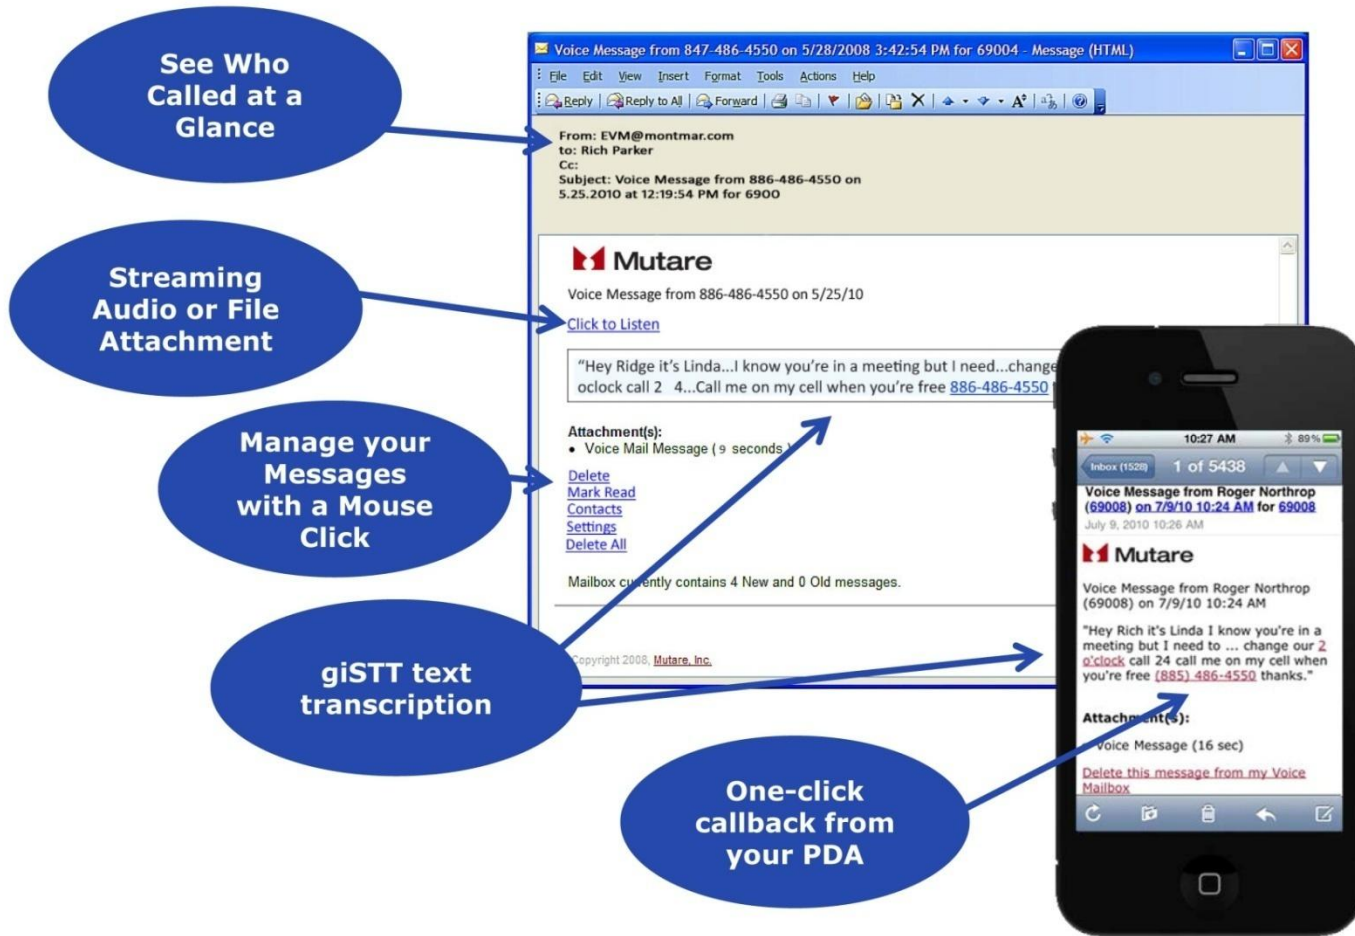 See Who
Called at a
Glance
Streaming
Audio or File
Attachment
Manage your
Messages
with a Mouse
Click
giSTT text
transcription
One-click
callback from
your PDA
Voice Message from 847-486-4550 on 5/28/2008 3:42:54 PM for 69004 - Message (HTML)
File Edit View Insert Format Tools Actions Help
Reply Reply to All Forward
From: EVM@montmar.com
to: Rich Parker
Cc:
Subject: Voice Message from 886-486-4550 on
5.25.2010 at 12:19:54 PM for 6900
Mutare
Voice Message from 886-486-4550 on 5/25/10
Click to Listen
“Hey Ridge it’s Linda...I know you’re in a meeting but I need...change
oclock call 2 4...Call me on my cell when you’re free 886-486-4550
Attachment(s):
• Voice Mail Message ( 9 seconds )
Delete
Mark Read
Contacts
Settings
Delete All
Mailbox currently contains 4 New and 0 Old messages.
Copyright 2008, Mutare, Inc.
10:27 AM 89%
Inbox (1528) 1 of 5438
Voice Message from Roger Northrop
(69008) on 7/9/10 10:24 AM for 69008
July 9, 2010 10:26 AM
Mutare
Voice Message from Roger Northrop
(69008) on 7/9/10 10:24 AM
"Hey Rich it's Linda I know you're in a
meeting but I need to ... change our 2
o'clock call 24 call me on my cell when
you're free (885) 486-4550 thanks."
Attachment(s):
Voice Message (16 sec)
Delete this message from my Voice
Mailbox